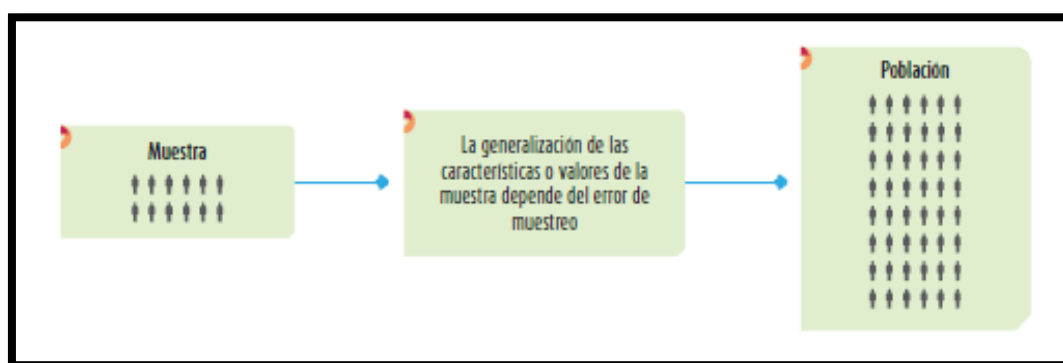 Muestra
La generalización de las
características o valores de la
muestra depende del error de
muestreo
Población